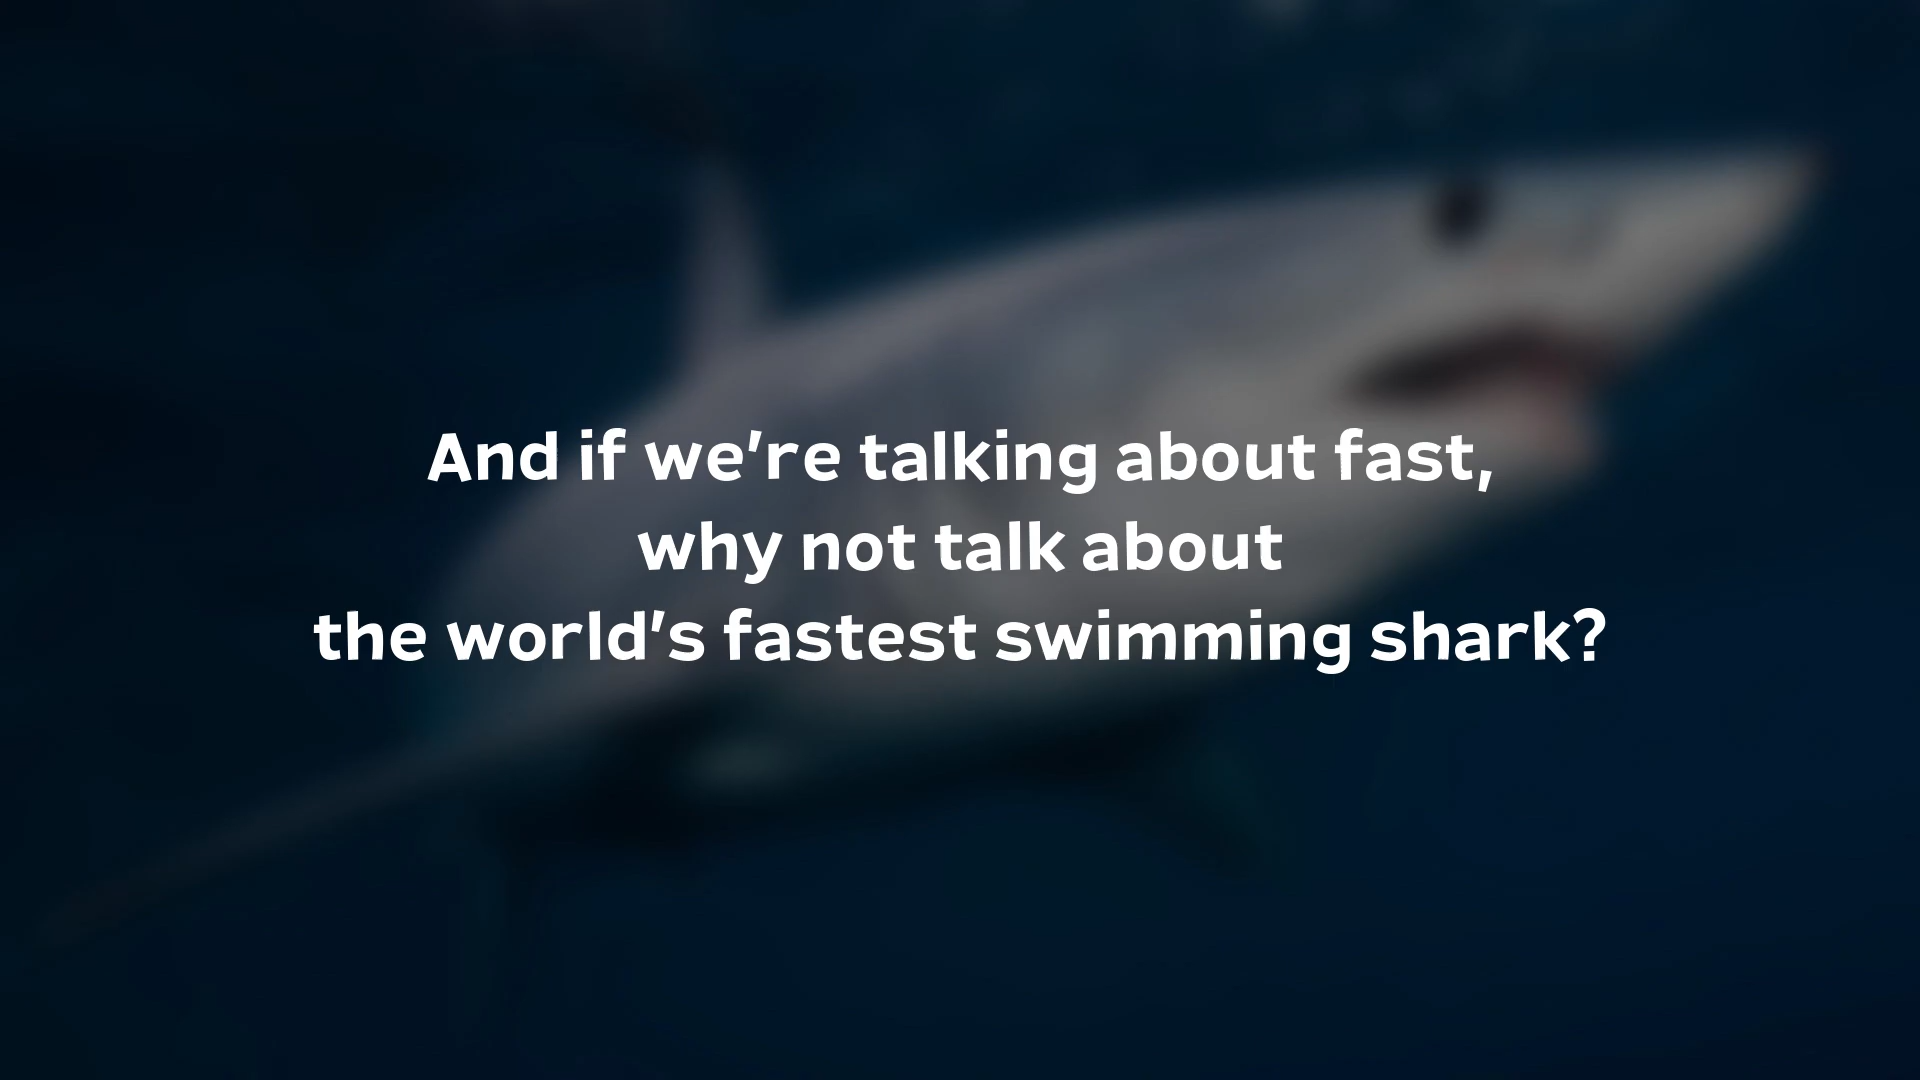 And if we're talking about fast,
why not talk about
the world's fastest swimming shark?